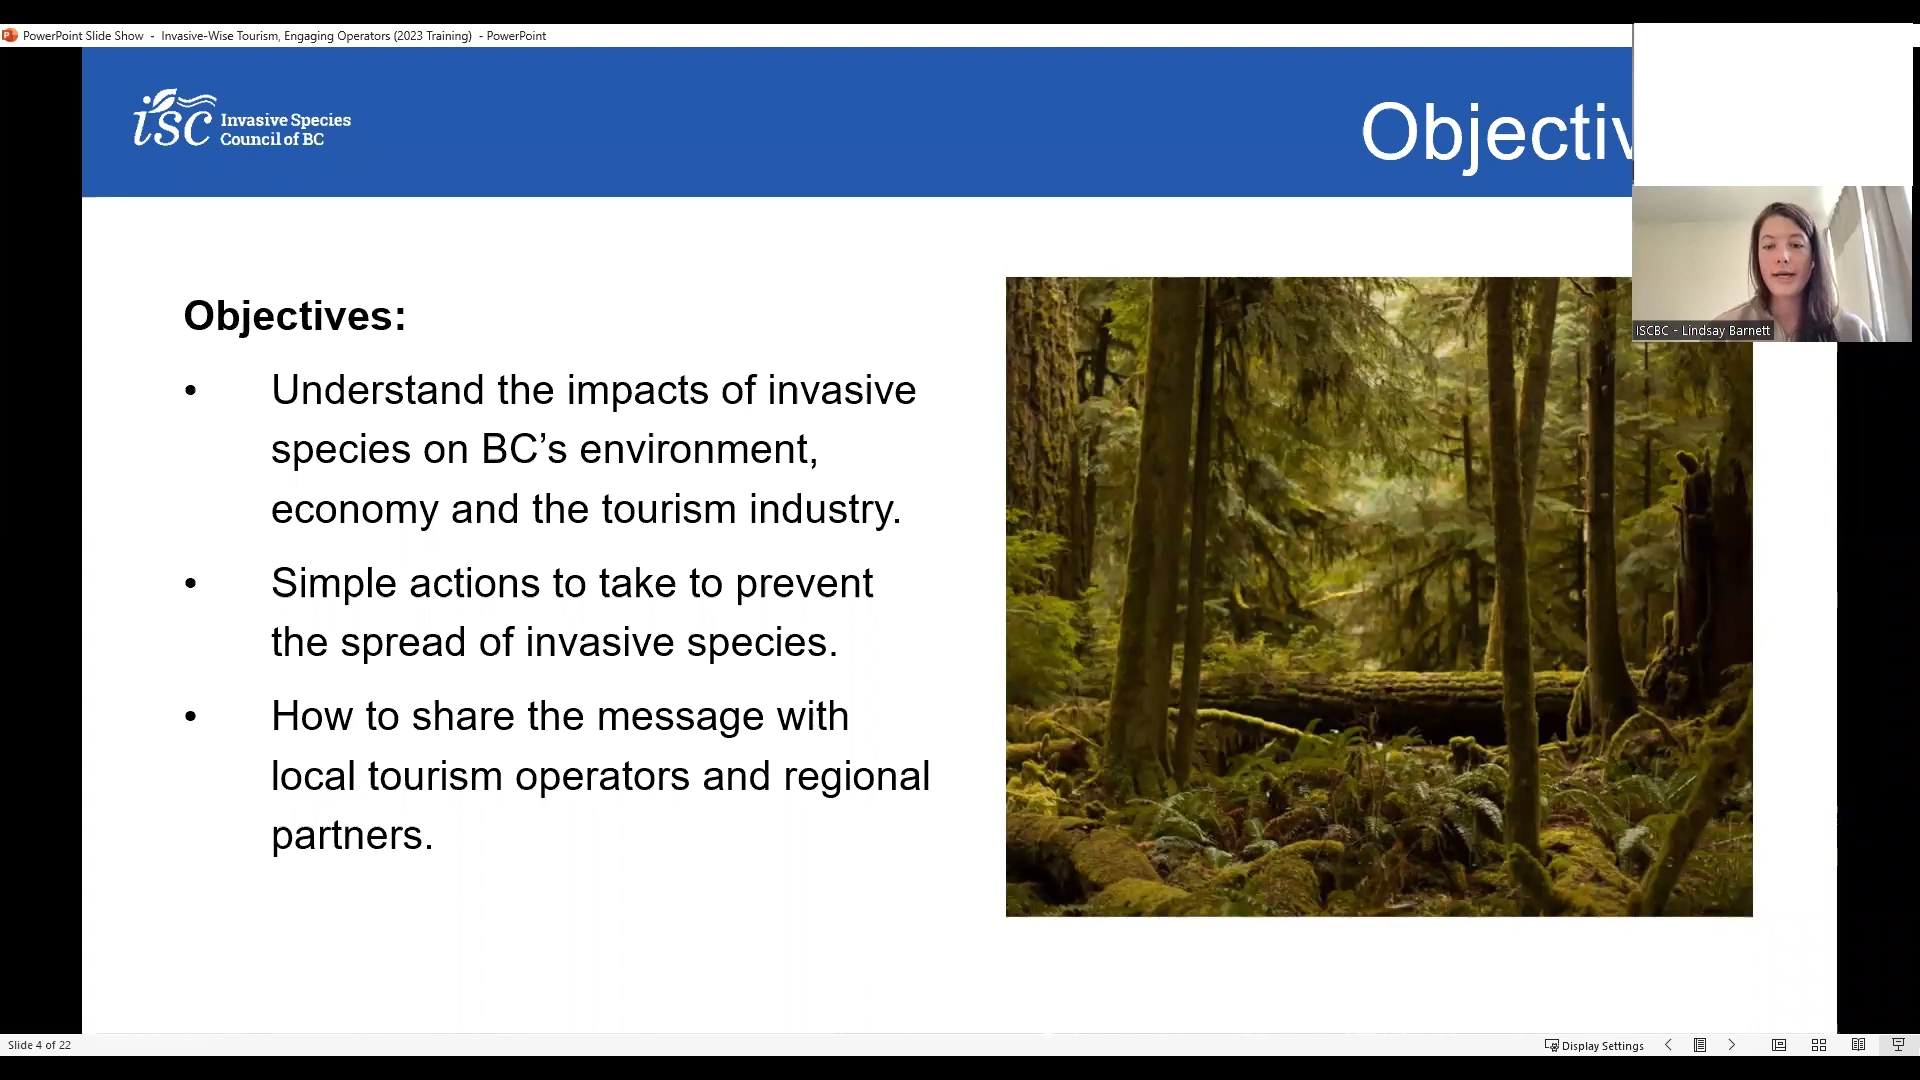 PowerPoint Slide Show - Invasive-Wise Tourism, Engaging Operators (2023 Training) - PowerPoint
isc Invasive Species
Council of BC
Objectiv
ISCBC - Lindsay Barnett
Objectives:
• Understand the impacts of invasive
species on BC’s environment,
economy and the tourism industry.
• Simple actions to take to prevent
the spread of invasive species.
• How to share the message with
local tourism operators and regional
partners.
Slide 4 of 22
Display Settings